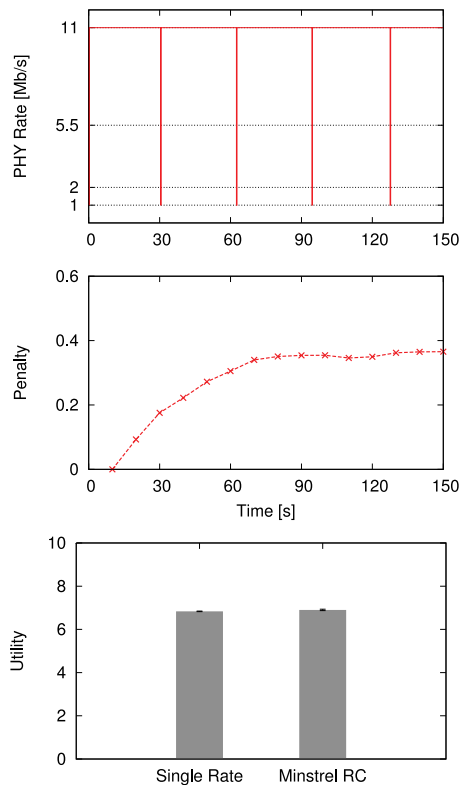 PHY Rate [Mb/s]
11
5.5
2
1
0 30 60 90 120 150
Penalty
0.6
0.4
0.2
0
0 30 60 90 120 150
Time [s]
Utility
10
8
6
4
2
0
Single Rate Minstrel RC